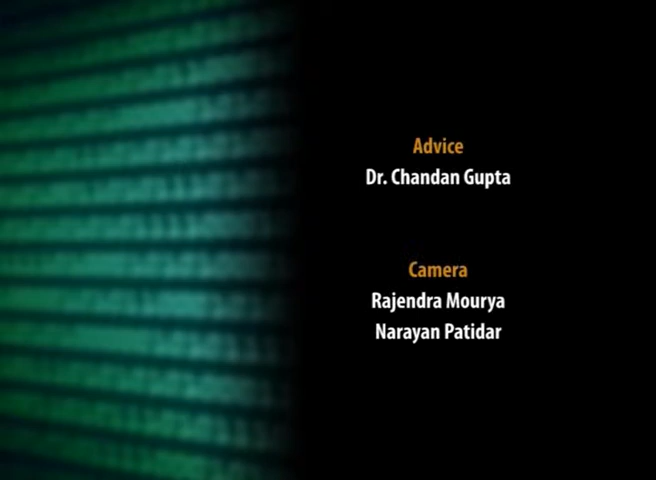 Advice
Dr. Chandan Gupta
Camera
Rajendra Mourya
Narayan Patidar